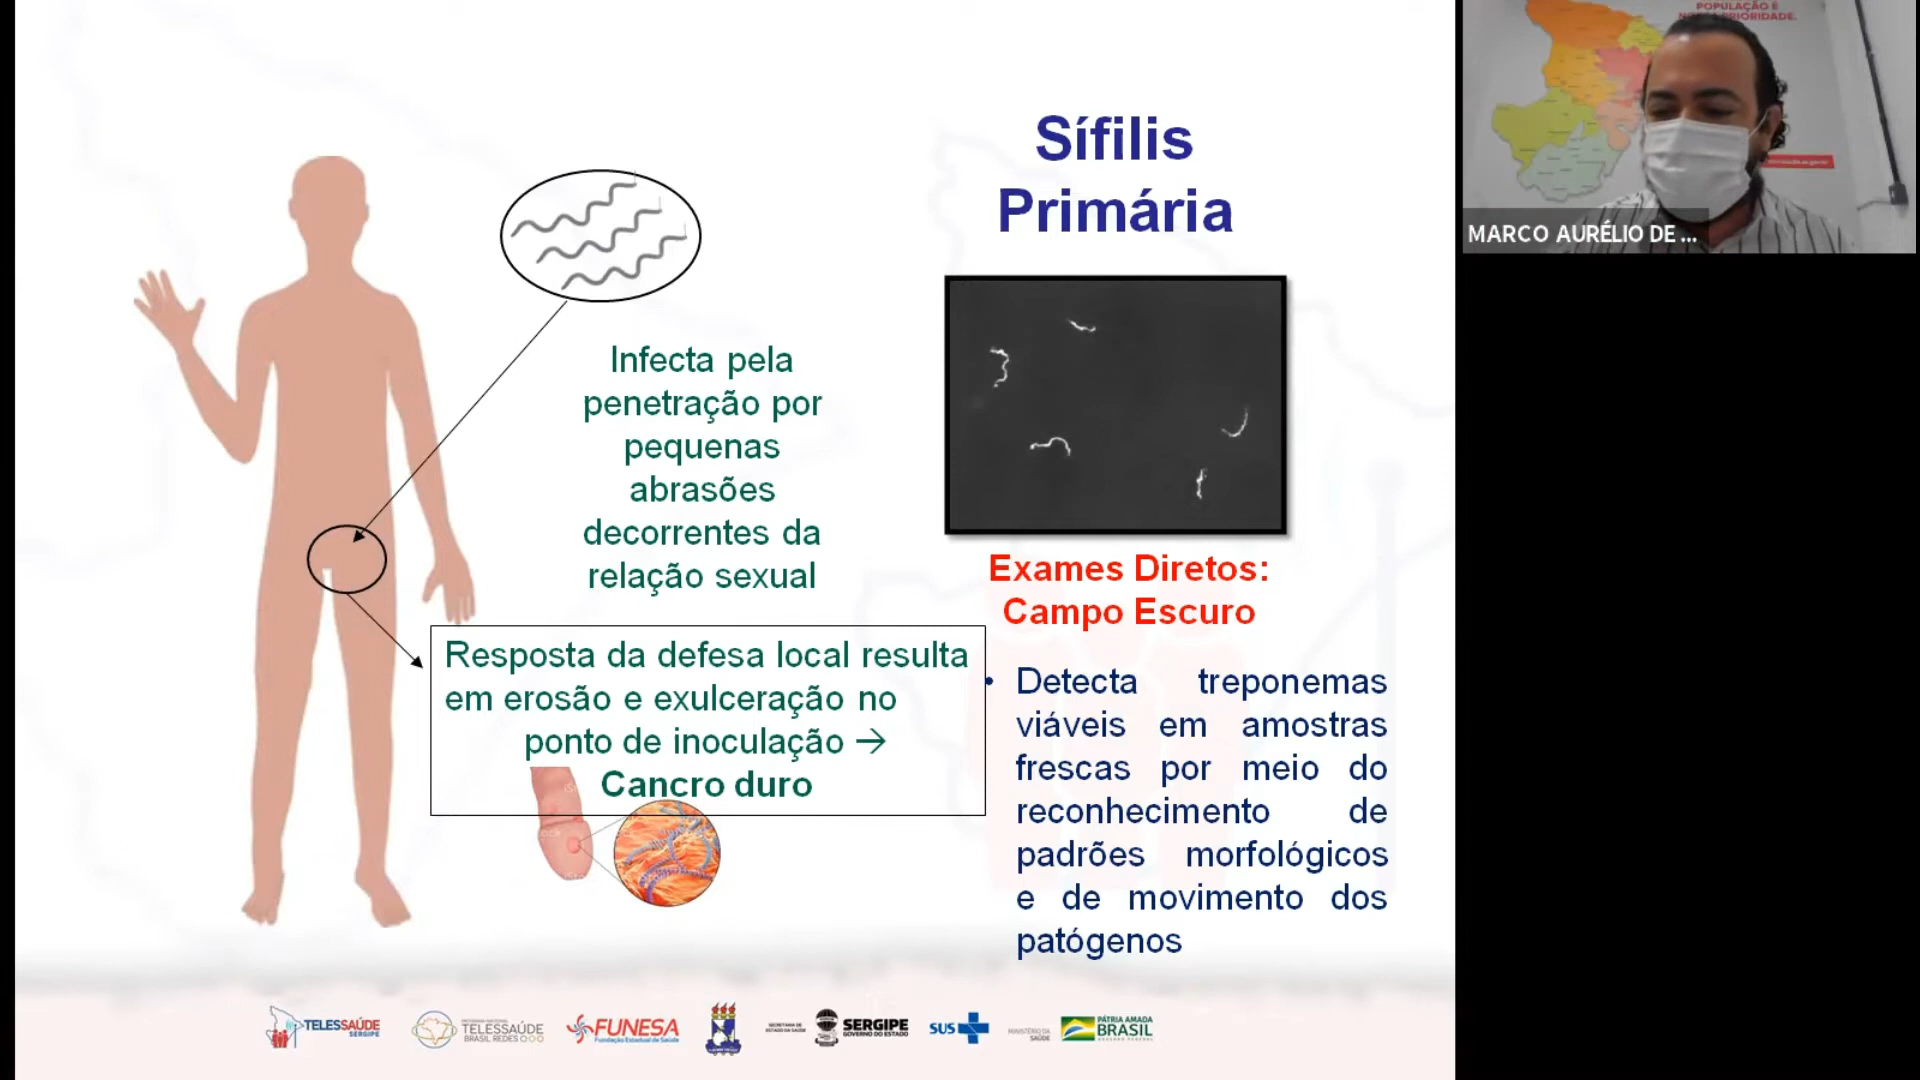 Sífilis
Primária
Infecta pela
penetração por
pequenas
abrasões
decorrentes da
relação sexual
Resposta da defesa local resulta
em erosão e exulceração no
ponto de inoculação →
Cancro duro
Exames Diretos:
Campo Escuro
• Detecta treponemas
viáveis em amostras
frescas por meio do
reconhecimento de
padrões morfológicos
e de movimento dos
patógenos
TELESSAÚDE
SERGIPE
TELESSAÚDE
BRASIL REDES
FUNESA
Fundação Estadual de Saúde
SECRETARIA DE
ESTADO DA SAÚDE
SERGIPE
GOVERNO DO ESTADO
SUS
MINISTÉRIO DA
SAÚDE
PÁTRIA AMADA
BRASIL
GOVERNO FEDERAL
POPULAÇÃO É
PRIORIDADE.
MARCO AURÉLIO DE ...